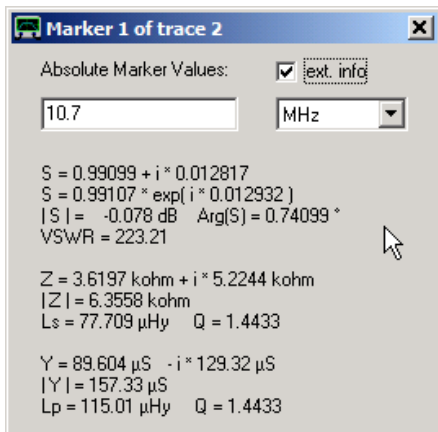 Marker 1 of trace 2
Absolute Marker Values:
ext. info
10.7
MHz
S = 0.99099 + i * 0.012817
S = 0.99107 * exp( i * 0.012932 )
| S | =   -0.078 dB    Arg(S) = 0.74099 °
VSWR = 223.21
Z = 3.6197 kohm + i * 5.2244 kohm
| Z | = 6.3558 kohm
Ls = 77.709 µHy    Q = 1.4433
Y = 89.604 µS   - i * 129.32 µS
| Y | = 157.33 µS
Lp = 115.01 µHy    Q = 1.4433